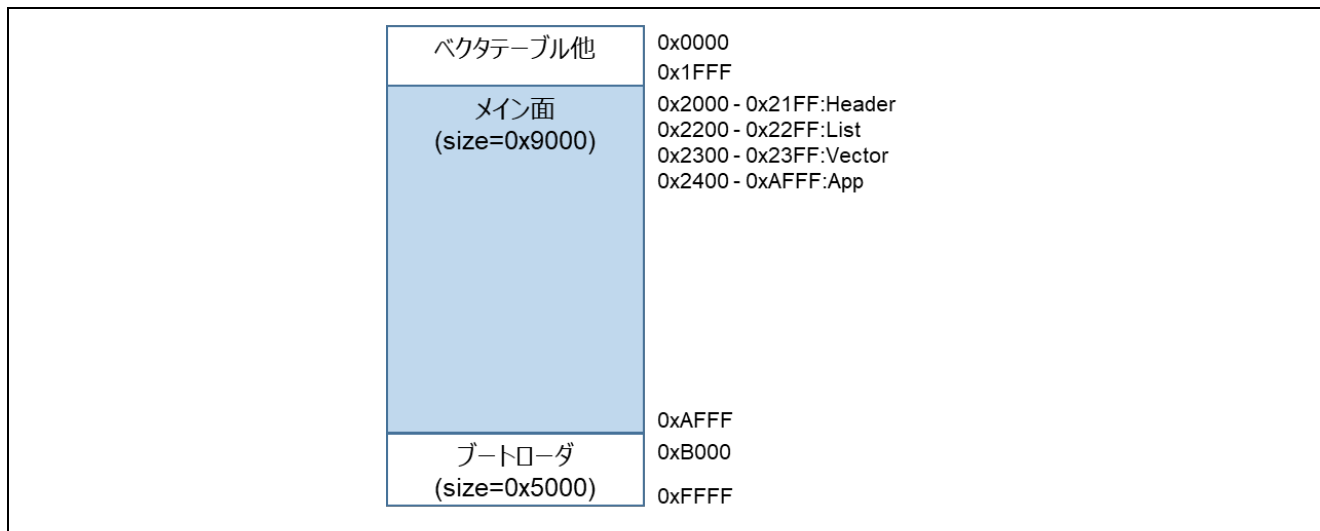 ベクタテーブル他
0x0000
0x1FFF
メイン面
(size=0x9000)
0x2000 - 0x21FF:Header
0x2200 - 0x22FF:List
0x2300 - 0x23FF:Vector
0x2400 - 0xAFFF:App
0xAFFF
ブートローダ
(size=0x5000)
0xB000
0xFFFF